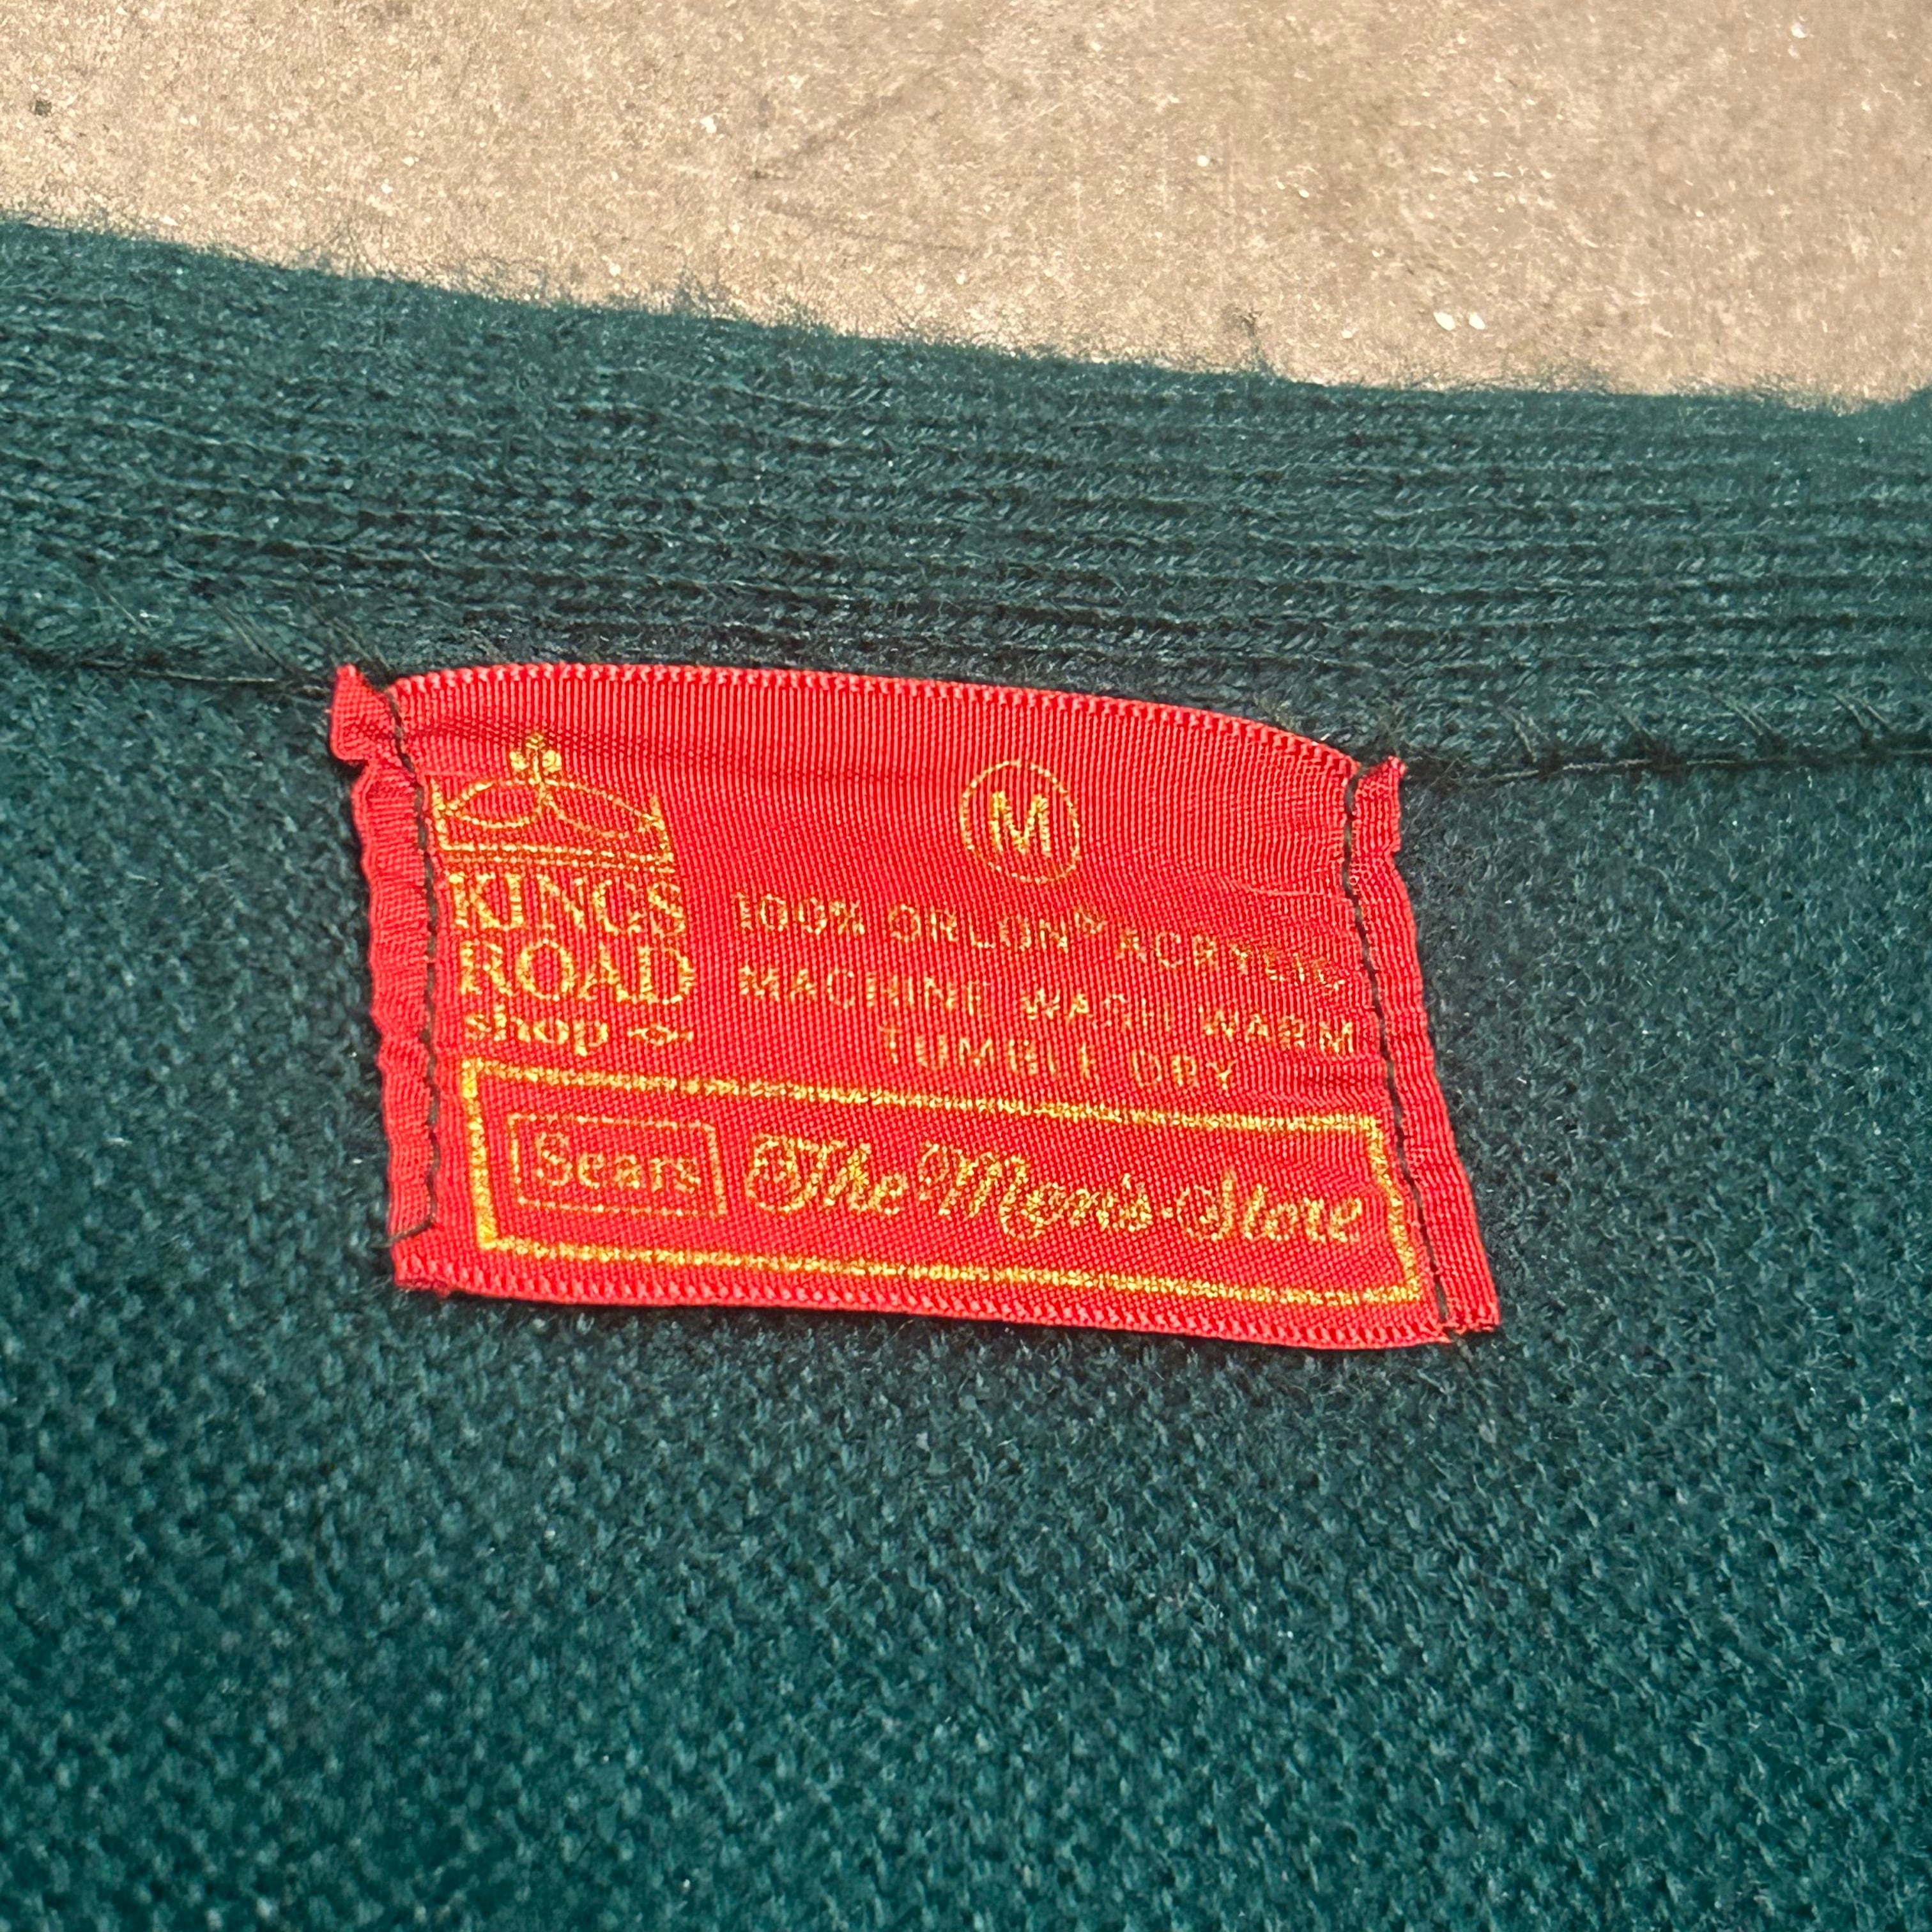 KINGS
ROAD
shop
M
100% ORLON® ACRYLIC
MACHINE WASH WARM
TUMBLE DRY
Sears The Men's Store